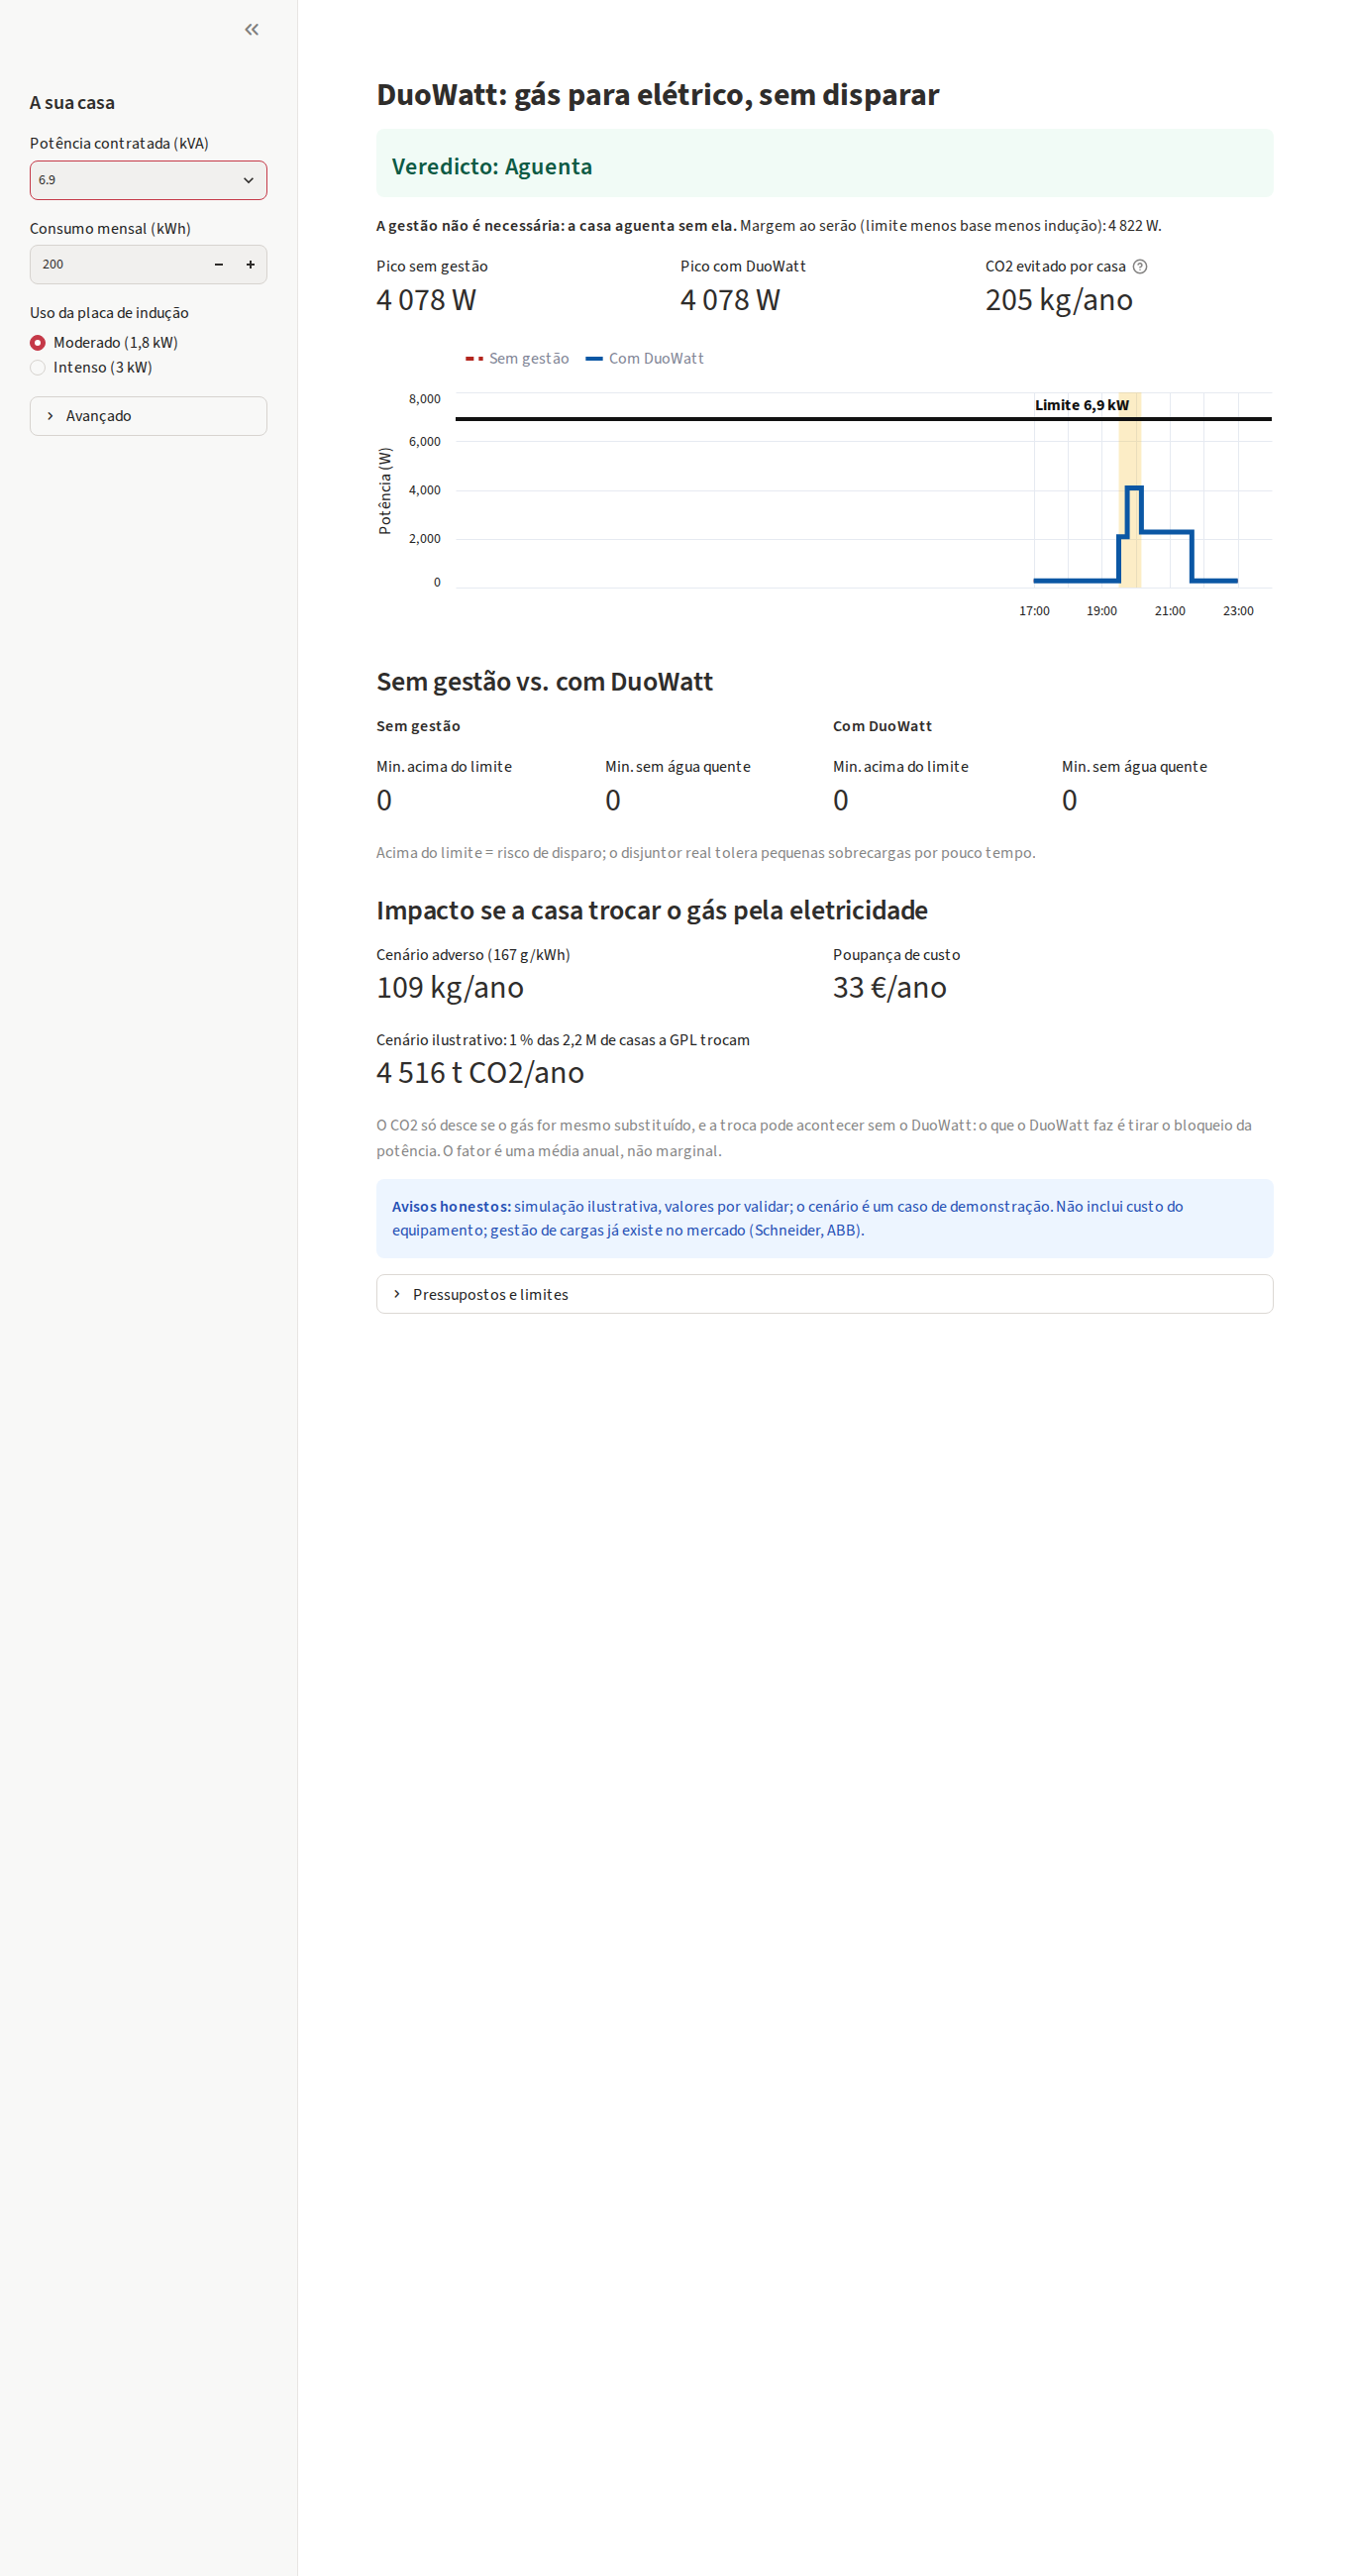 A sua casa
Potência contratada (kVA)
6.9
Consumo mensal (kWh)
200
Uso da placa de indução
Moderado (1,8 kW)
Intenso (3 kW)
Avançado
DuoWatt: gás para elétrico, sem disparar
Veredicto: Aguenta
A gestão não é necessária: a casa aguenta sem ela. Margem ao serão (limite menos base menos indução): 4 822 W.
Pico sem gestão
4 078 W
Pico com DuoWatt
4 078 W
CO2 evitado por casa
205 kg/ano
Sem gestão
Com DuoWatt
Potência (W)
8,000
6,000
4,000
2,000
0
Limite 6,9 kW
17:00
19:00
21:00
23:00
Sem gestão vs. com DuoWatt
Sem gestão
Com DuoWatt
Min. acima do limite
0
Min. sem água quente
0
Min. acima do limite
0
Min. sem água quente
0
Acima do limite = risco de disparo; o disjuntor real tolera pequenas sobrecargas por pouco tempo.
Impacto se a casa trocar o gás pela eletricidade
Cenário adverso (167 g/kWh)
109 kg/ano
Poupança de custo
33 €/ano
Cenário ilustrativo: 1 % das 2,2 M de casas a GPL trocam
4 516 t CO2/ano
O CO2 só desce se o gás for mesmo substituído, e a troca pode acontecer sem o DuoWatt: o que o DuoWatt faz é tirar o bloqueio da
potência. O fator é uma média anual, não marginal.
Avisos honestos: simulação ilustrativa, valores por validar; o cenário é um caso de demonstração. Não inclui custo do
equipamento; gestão de cargas já existe no mercado (Schneider, ABB).
Pressupostos e limites